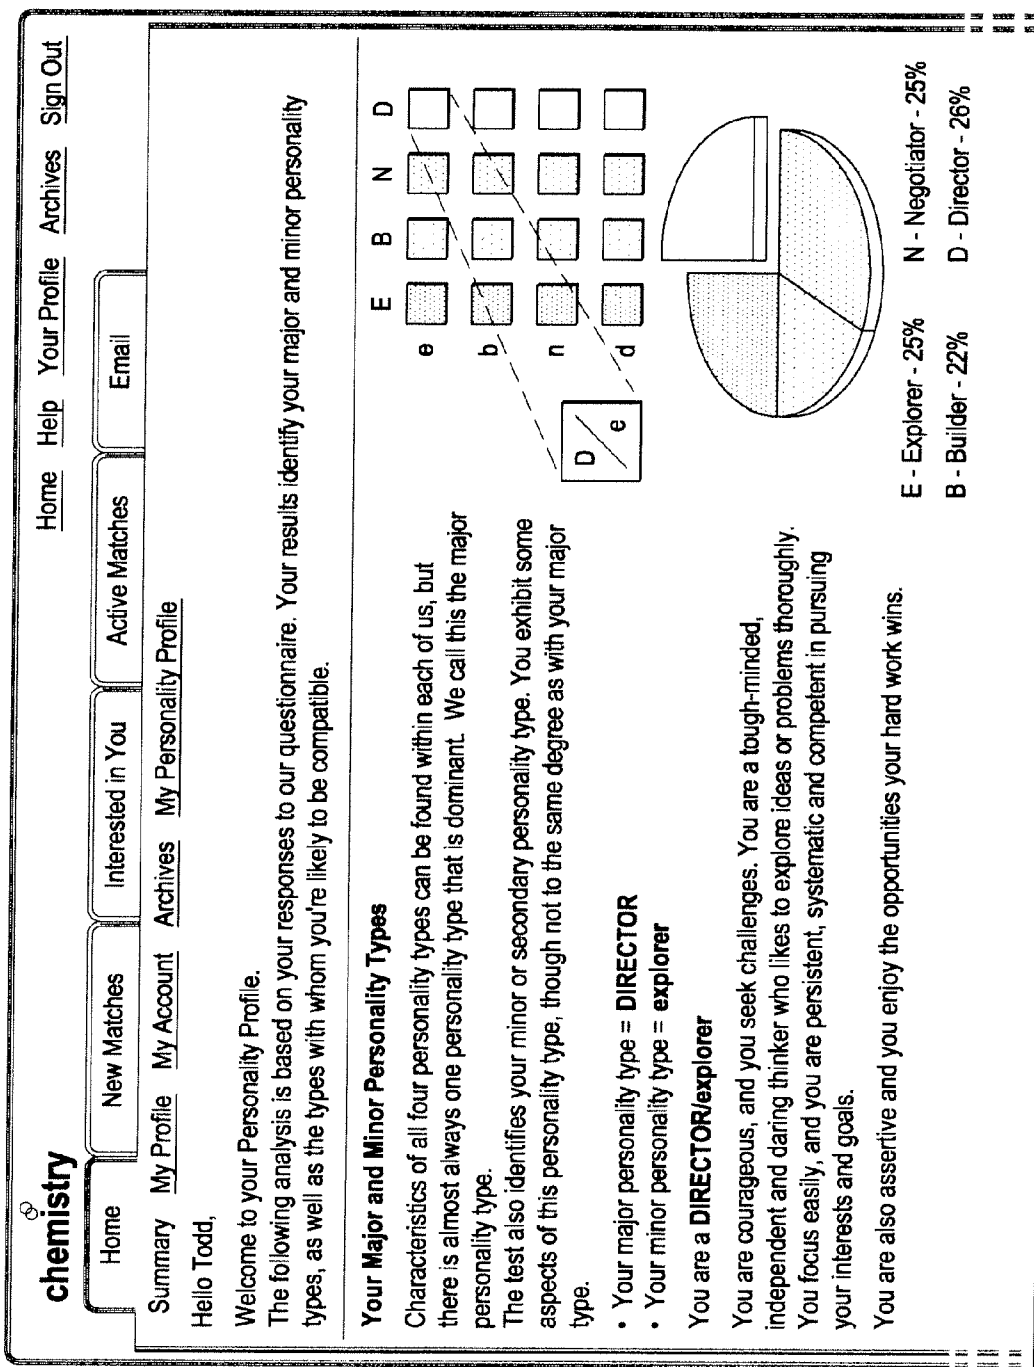 chemistry
Home Help Your Profile Archives Sign Out
Home New Matches Interested in You Active Matches Email
Summary My Profile My Account Archives My Personality Profile
Hello Todd,
Welcome to your Personality Profile.
The following analysis is based on your responses to our questionnaire. Your results identify your major and minor personality
types, as well as the types with whom you're likely to be compatible.
Your Major and Minor Personality Types
Characteristics of all four personality types can be found within each of us, but
there is almost always one personality type that is dominant. We call this the major
personality type.
The test also identifies your minor or secondary personality type. You exhibit some
aspects of this personality type, though not to the same degree as with your major
type.
• Your major personality type = DIRECTOR
• Your minor personality type = explorer
You are a DIRECTOR/explorer
You are courageous, and you seek challenges. You are a tough-minded,
independent and daring thinker who likes to explore ideas or problems thoroughly.
You focus easily, and you are persistent, systematic and competent in pursuing
your interests and goals.
You are also assertive and you enjoy the opportunities your hard work wins.
E B N D
e
b
n
d
D/e
E - Explorer - 25% N - Negotiator - 25%
B - Builder - 22% D - Director - 26%